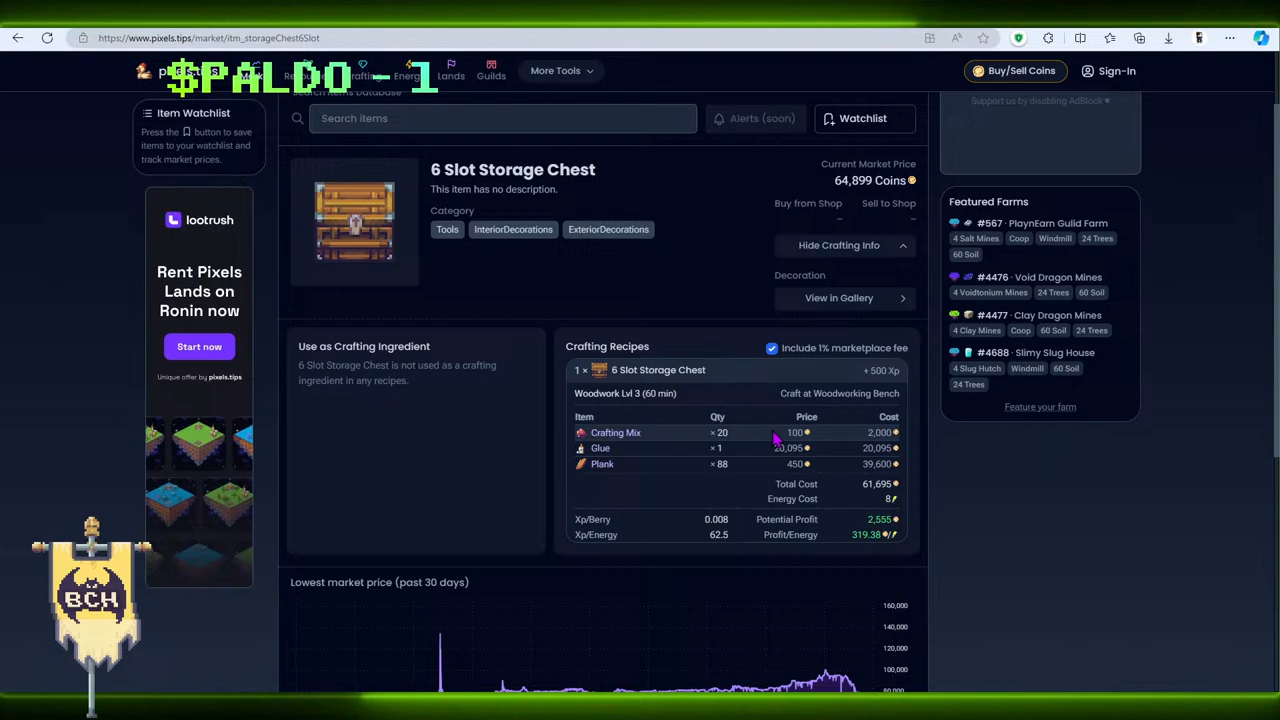 https://www.pixels.tips/market/itm_storageChest6Slot
$PALDO -1
Lands
Guilds
More Tools
Buy/Sell Coins
Sign-In
Item Watchlist
Press the button to save
items to your watchlist and
track market prices.
lootrush
Rent Pixels
Lands on
Ronin now
Start now
Unique offer by pixels.tips
BCH
Search Items Database
Search items
Alerts (soon)
Watchlist
6 Slot Storage Chest
This item has no description.
Category
Tools
InteriorDecorations
ExteriorDecorations
Current Market Price
64,899 Coins
Buy from Shop
Sell to Shop
–
–
Hide Crafting Info
Decoration
View in Gallery
Use as Crafting Ingredient
6 Slot Storage Chest is not used as a crafting
ingredient in any recipes.
Crafting Recipes
Include 1% marketplace fee
1 × 6 Slot Storage Chest + 500 Xp
Woodwork Lvl 3 (60 min) Craft at Woodworking Bench
Item Qty Price Cost
Crafting Mix × 20 100 2,000
Glue × 1 20,095 20,095
Plank × 88 450 39,600
Total Cost 61,695
Energy Cost 8
Xp/Berry 0.008 Potential Profit 2,555
Xp/Energy 62.5 Profit/Energy 319.38 /
Lowest market price (past 30 days)
160,000
140,000
120,000
100,000
80,000
Support us by disabling AdBlock ♥
Featured Farms
#567 · PlaynEarn Guild Farm
4 Salt Mines Coop Windmill 24 Trees
60 Soil
#4476 · Void Dragon Mines
4 Voidtonium Mines 24 Trees 60 Soil
#4477 · Clay Dragon Mines
4 Clay Mines Coop 60 Soil 24 Trees
#4688 · Slimy Slug House
4 Slug Hutch Windmill 60 Soil
24 Trees
Feature your farm